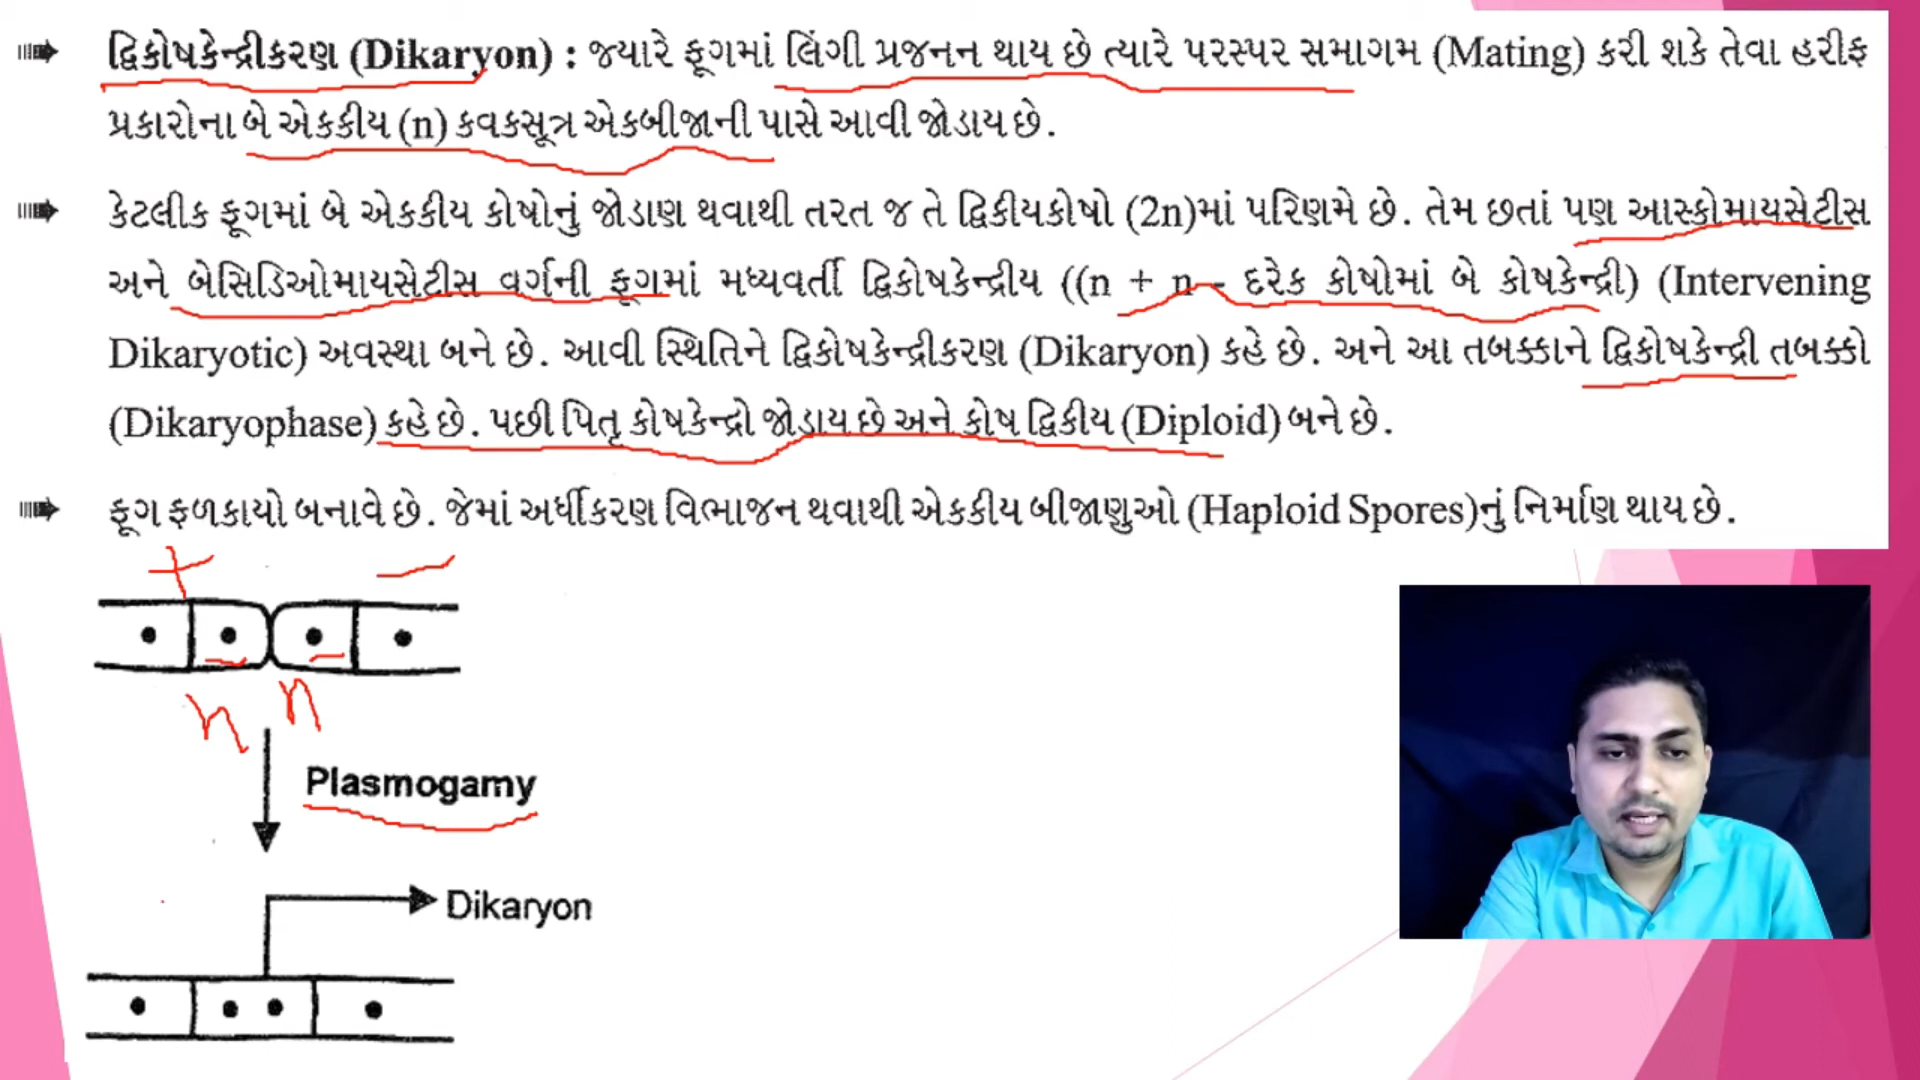 દ્વિકોષકેન્દ્રીકરણ (Dikaryon) : જ્યારે ફૂગમાં લિંગી પ્રજનન થાય છે ત્યારે પરસ્પર સમાગમ (Mating) કરી શકે તેવા હરીફ
પ્રકારોના બે એકકીય (n) કવકસૂત્ર એકબીજાની પાસે આવી જોડાય છે.
કેટલીક ફૂગમાં બે એકકીય કોષોનું જોડાણ થવાથી તરત જ તે દ્વિકીયકોષો (2n)માં પરિણમે છે. તેમ છતાં પણ આસ્કોમાયસેટીસ
અને બેસિડિઓમાયસેટીસ વર્ગની ફૂગમાં મધ્યવર્તી દ્વિકોષકેન્દ્રીય ((n + n - દરેક કોષોમાં બે કોષકેન્દ્રી) (Intervening
Dikaryotic) અવસ્થા બને છે. આવી સ્થિતિને દ્વિકોષકેન્દ્રીકરણ (Dikaryon) કહે છે. અને આ તબક્કાને દ્વિકોષકેન્દ્રી તબક્કો
(Dikaryophase) કહે છે. પછી પિતૃ કોષકેન્દ્રો જોડાય છે અને કોષ દ્વિકીય (Diploid) બને છે.
ફૂગ ફળકાયો બનાવે છે. જેમાં અર્ધીકરણ વિભાજન થવાથી એકકીય બીજાણુઓ (Haploid Spores)નું નિર્માણ થાય છે.
+ −
n n
Plasmogamy
Dikaryon